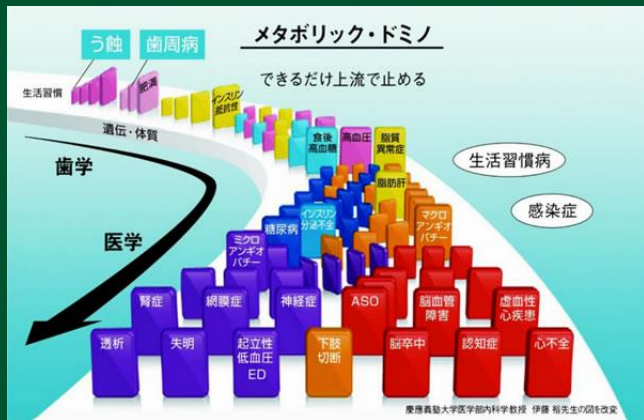 メタボリック・ドミノ
できるだけ上流で止める
う蝕
歯周病
生活習慣
肥満
インスリン
抵抗性
遺伝・体質
食後
高血糖
高血圧
脂質
異常症
生活習慣病
感染症
歯学
医学
脂肪肝
インスリン
分泌不全
糖尿病
ミクロ
アンギオ
パチー
マクロ
アンギオ
パチー
腎症
網膜症
神経症
ASO
脳血管
障害
虚血性
心疾患
透析
失明
起立性
低血圧
ED
下肢
切断
脳卒中
認知症
心不全
慶應義塾大学医学部内科学教授 伊藤 裕先生の図を改変